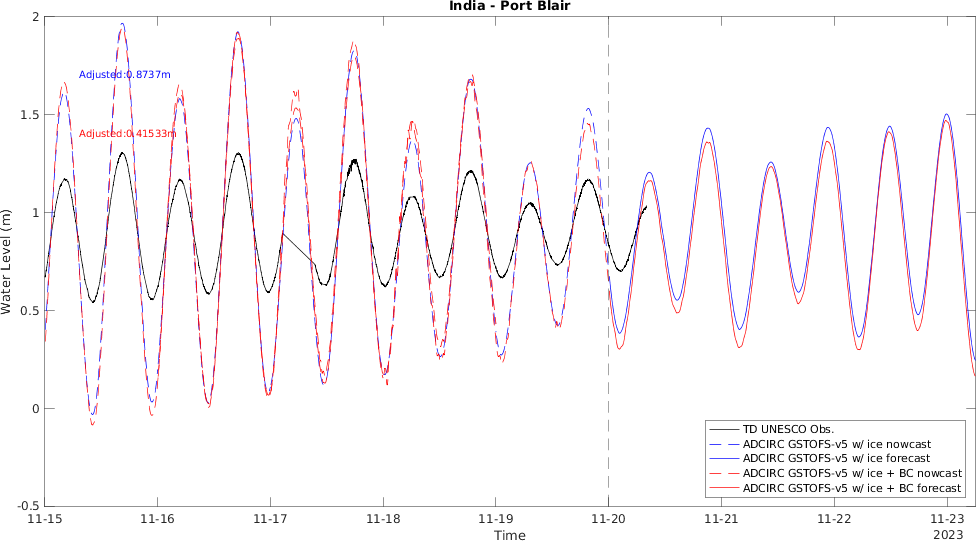 India - Port Blair
Water Level (m)
2
1.5
1
0.5
0
-0.5
Adjusted:0.8737m
Adjusted:0.41533m
TD UNESCO Obs.
ADCIRC GSTOFS-v5 w/ ice nowcast
ADCIRC GSTOFS-v5 w/ ice forecast
ADCIRC GSTOFS-v5 w/ ice + BC nowcast
ADCIRC GSTOFS-v5 w/ ice + BC forecast
11-15 11-16 11-17 11-18 11-19 11-20 11-21 11-22 11-23
Time
2023